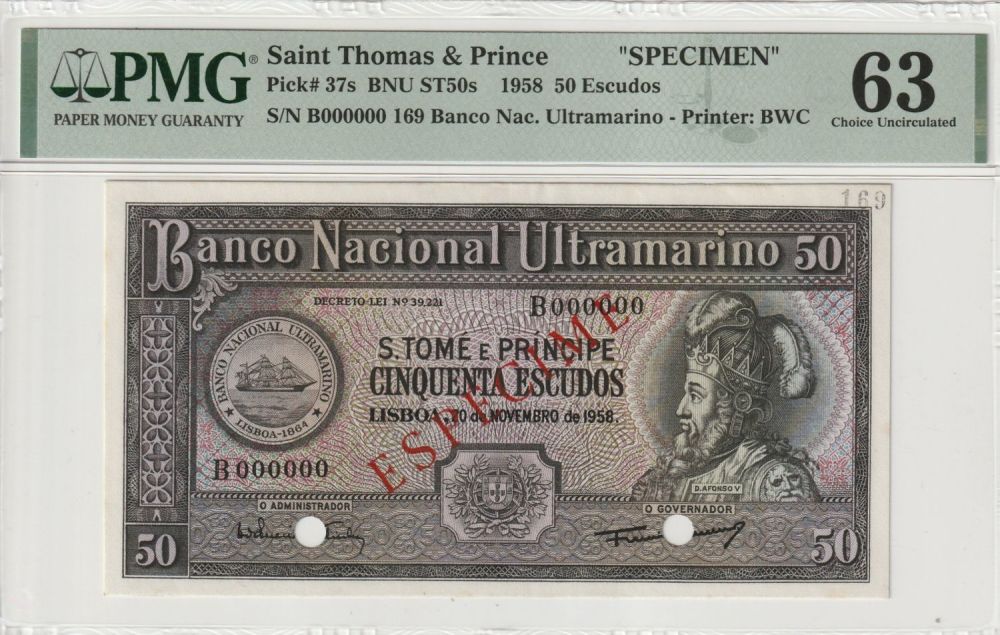 PMG®
PAPER MONEY GUARANTY
Saint Thomas & Prince "SPECIMEN"
Pick# 37s BNU ST50s 1958 50 Escudos
S/N B000000 169 Banco Nac. Ultramarino - Printer: BWC
63
Choice Uncirculated
169
Banco Nacional Ultramarino 50
DECRETO LEI Nº 39.221
B000000
BANCO NACIONAL ULTRAMARINO
LISBOA-1864
S. TOMÉ E PRÍNCIPE
CINQUENTA ESCUDOS
LISBOA, 20 de NOVEMBRO de 1958.
ESPECIME
B000000
D. AFONSO V
O ADMINISTRADOR
O GOVERNADOR
50
50